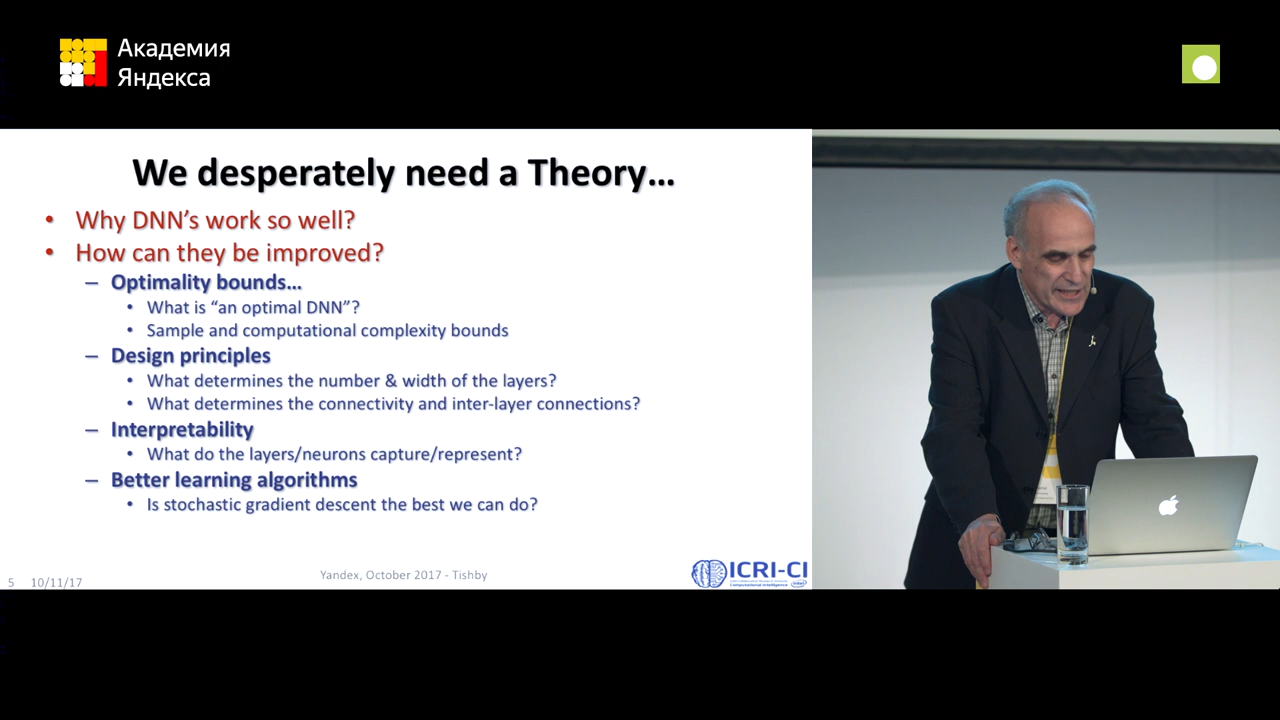 Академия
Яндекса
We desperately need a Theory…
• Why DNN’s work so well?
• How can they be improved?
– Optimality bounds…
• What is “an optimal DNN”?
• Sample and computational complexity bounds
– Design principles
• What determines the number & width of the layers?
• What determines the connectivity and inter-layer connections?
– Interpretability
• What do the layers/neurons capture/represent?
– Better learning algorithms
• Is stochastic gradient descent the best we can do?
5 10/11/17
Yandex, October 2017 - Tishby
ICRI-CI